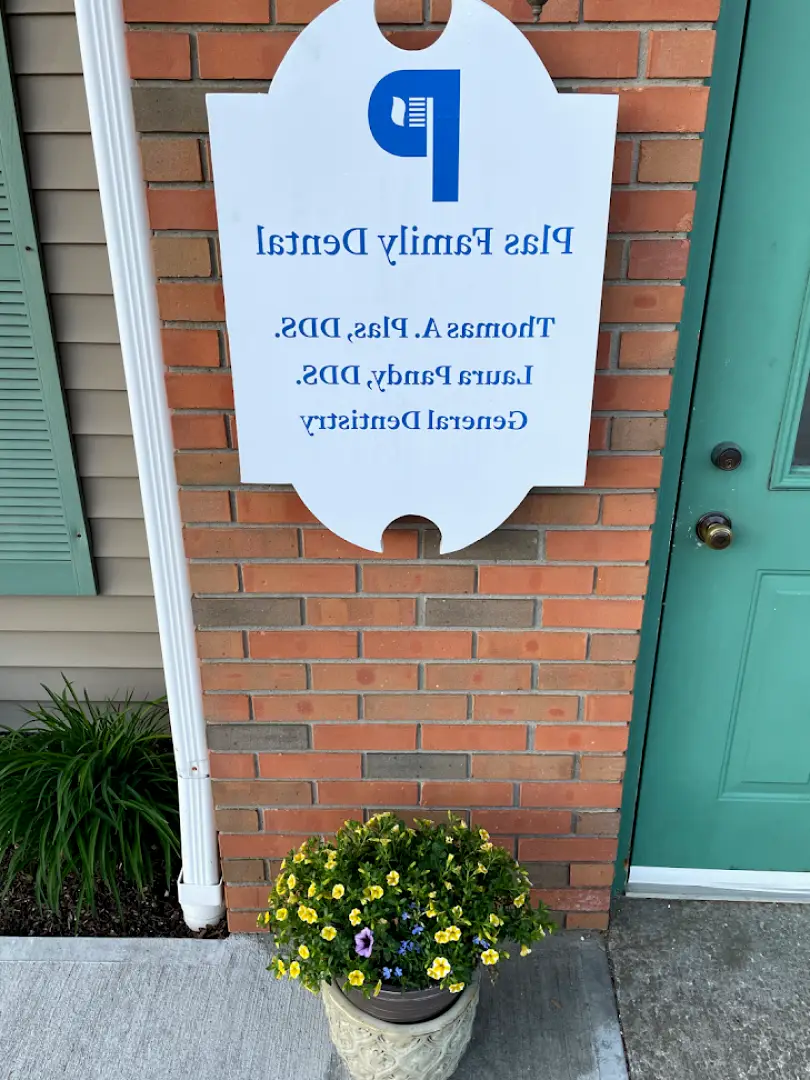 P
Plas Family Dental
Thomas A. Plas, DDS.
Laura Pandy, DDS.
General Dentistry